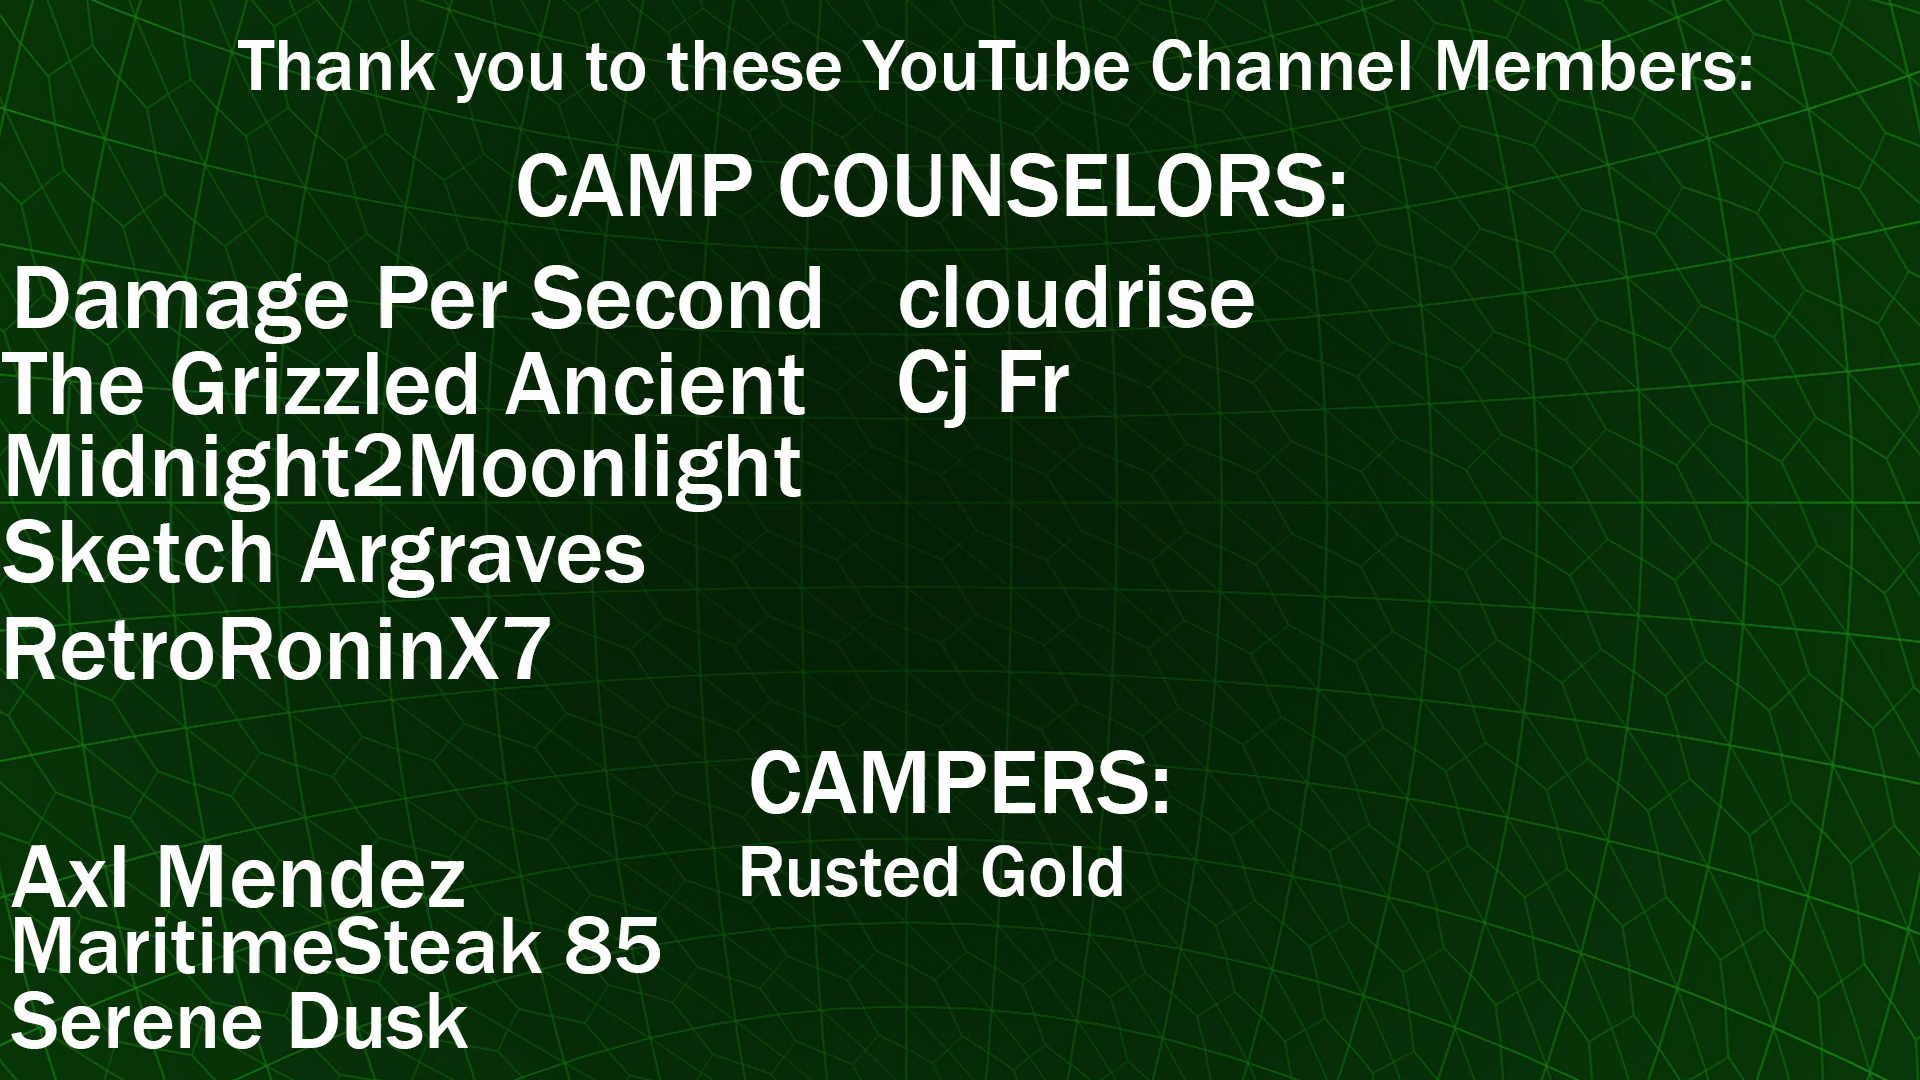 Thank you to these YouTube Channel Members:
CAMP COUNSELORS:
Damage Per Second
The Grizzled Ancient
Midnight2Moonlight
Sketch Argraves
RetroRoninX7
cloudrise
Cj Fr
CAMPERS:
Axl Mendez
MaritimeSteak 85
Serene Dusk
Rusted Gold